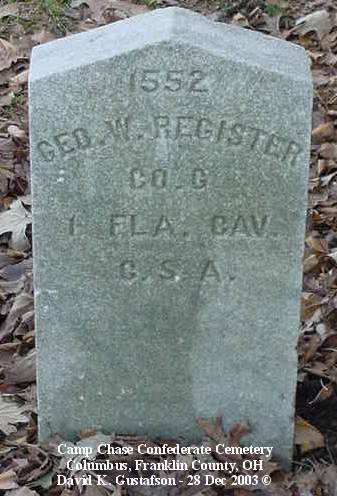 1552
GEO. W. REGISTER
CO. G
1 FLA. CAV.
C. S. A.
Camp Chase Confederate Cemetery
Columbus, Franklin County, OH
David K. Gustafson - 28 Dec 2003 ©